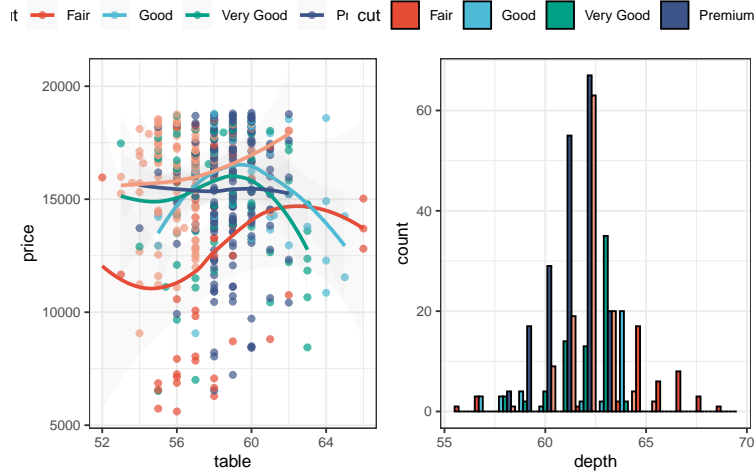 Fair Good Very Good
cut Fair Good Very Good Premium
20000
15000
10000
5000
price
52 56 60 64
table
60
40
20
0
count
55 60 65 70
depth